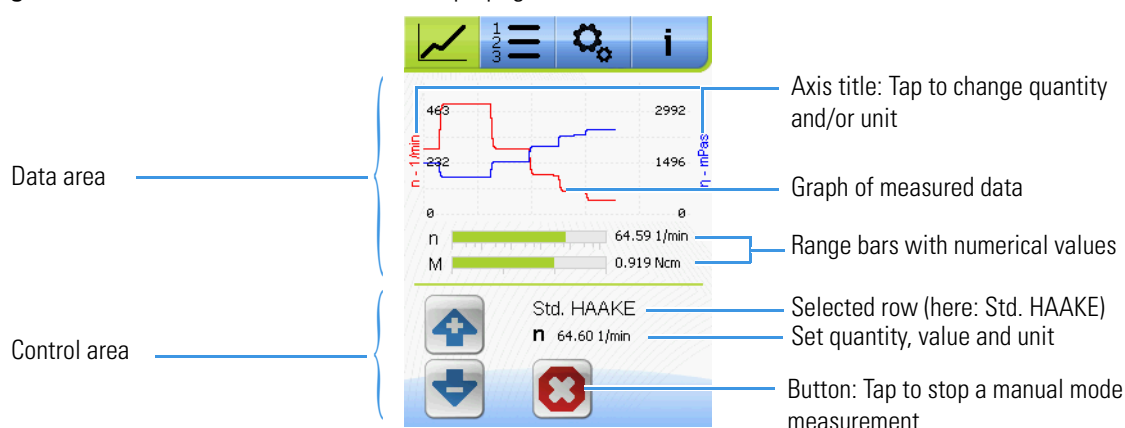 1
2
3
i
463
2992
232
1496
0
0
n - 1/min
n - mPas
n
64.59 1/min
M
0.919 Ncm
Std. HAAKE
n 64.60 1/min
Data area
Control area
Axis title: Tap to change quantity
and/or unit
Graph of measured data
Range bars with numerical values
Selected row (here: Std. HAAKE)
Set quantity, value and unit
Button: Tap to stop a manual mode
measurement